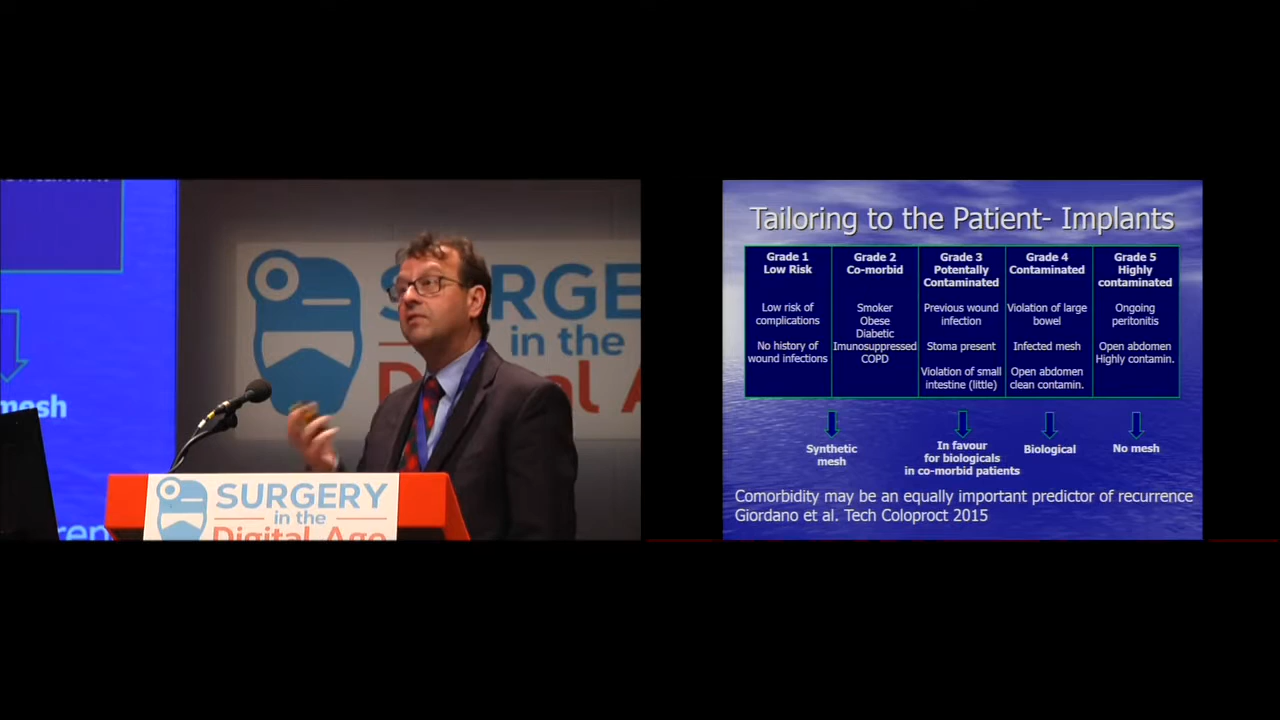 mesh
SURGE
in the
SURGERY
in the
Digital Age
Tailoring to the Patient- Implants
Grade 1
Low Risk
Low risk of
complications
No history of
wound infections
Grade 2
Co-morbid
Smoker
Obese
Diabetic
Imunosuppressed
COPD
Grade 3
Potentially
Contaminated
Previous wound
infection
Stoma present
Violation of small
intestine (little)
Grade 4
Contaminated
Violation of large
bowel
Infected mesh
Open abdomen
clean contamin.
Grade 5
Highly
contaminated
Ongoing
peritonitis
Open abdomen
Highly contamin.
Synthetic
mesh
In favour
for biologicals
in co-morbid patients
Biological
No mesh
Comorbidity may be an equally important predictor of recurrence
Giordano et al. Tech Coloproct 2015